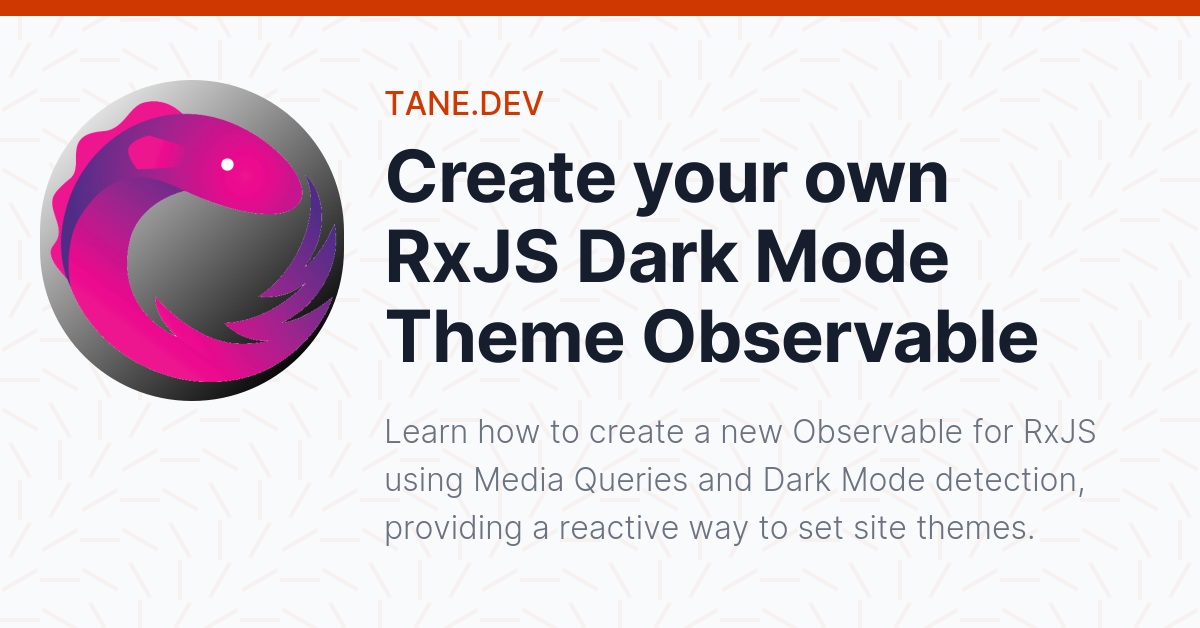 TANE.DEV
Create your own
RxJS Dark Mode
Theme Observable
Learn how to create a new Observable for RxJS
using Media Queries and Dark Mode detection,
providing a reactive way to set site themes.